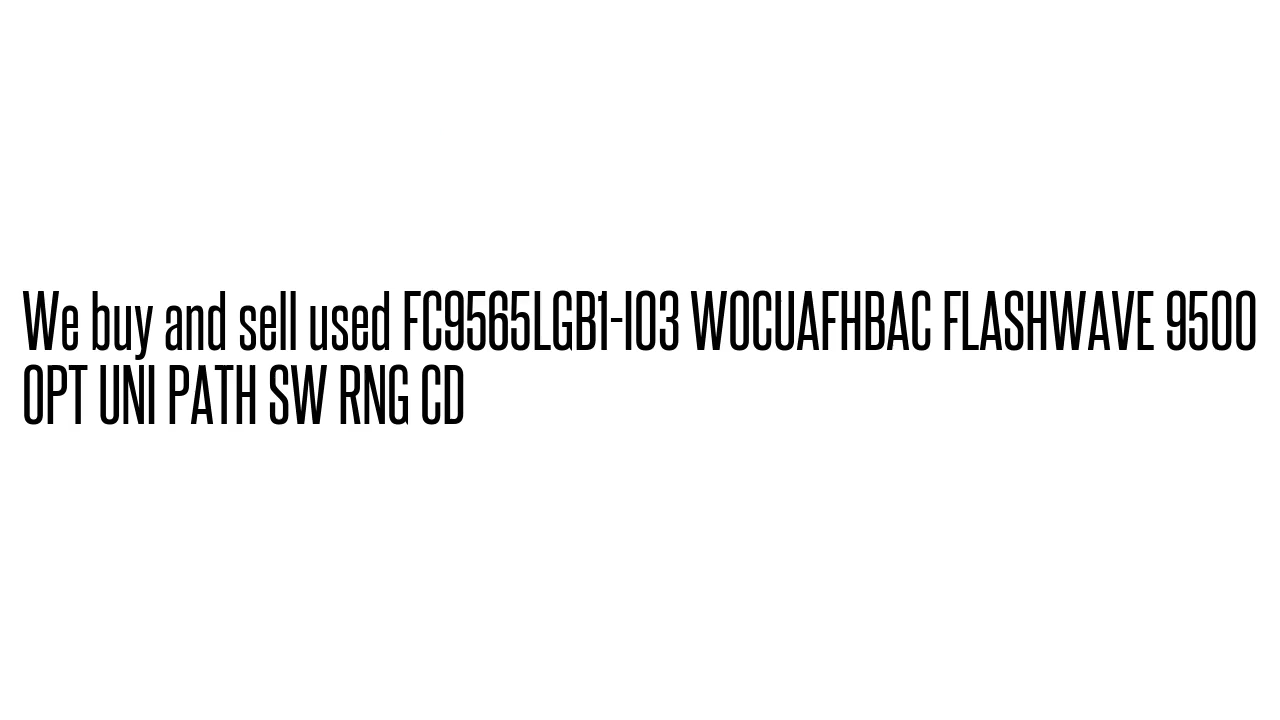 We buy and sell used FC9565LGB1-I03 WOCUAFHBAC FLASHWAVE 9500
OPT UNI PATH SW RNG CD